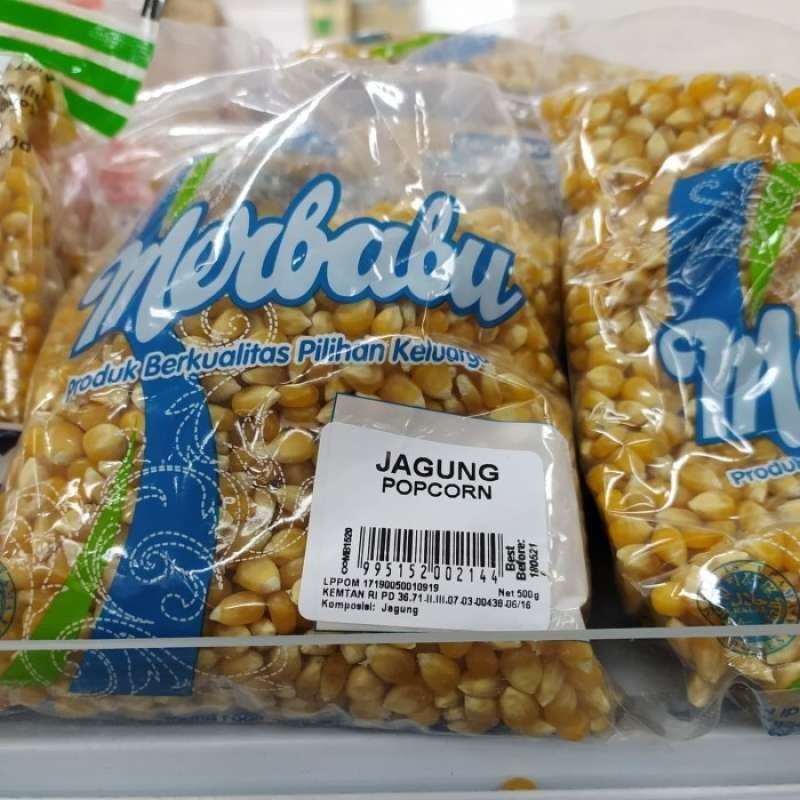 Merbabu
Produk Berkualitas Pilihan Keluarga
JAGUNG
POPCORN
995152002144
Best
Before:
180521
LPPOM 17190050010919
Net 500g
KEMTAN RI PD 36.71-II.III.07-03-00439-06/16
Komposisi: Jagung
M
Produk